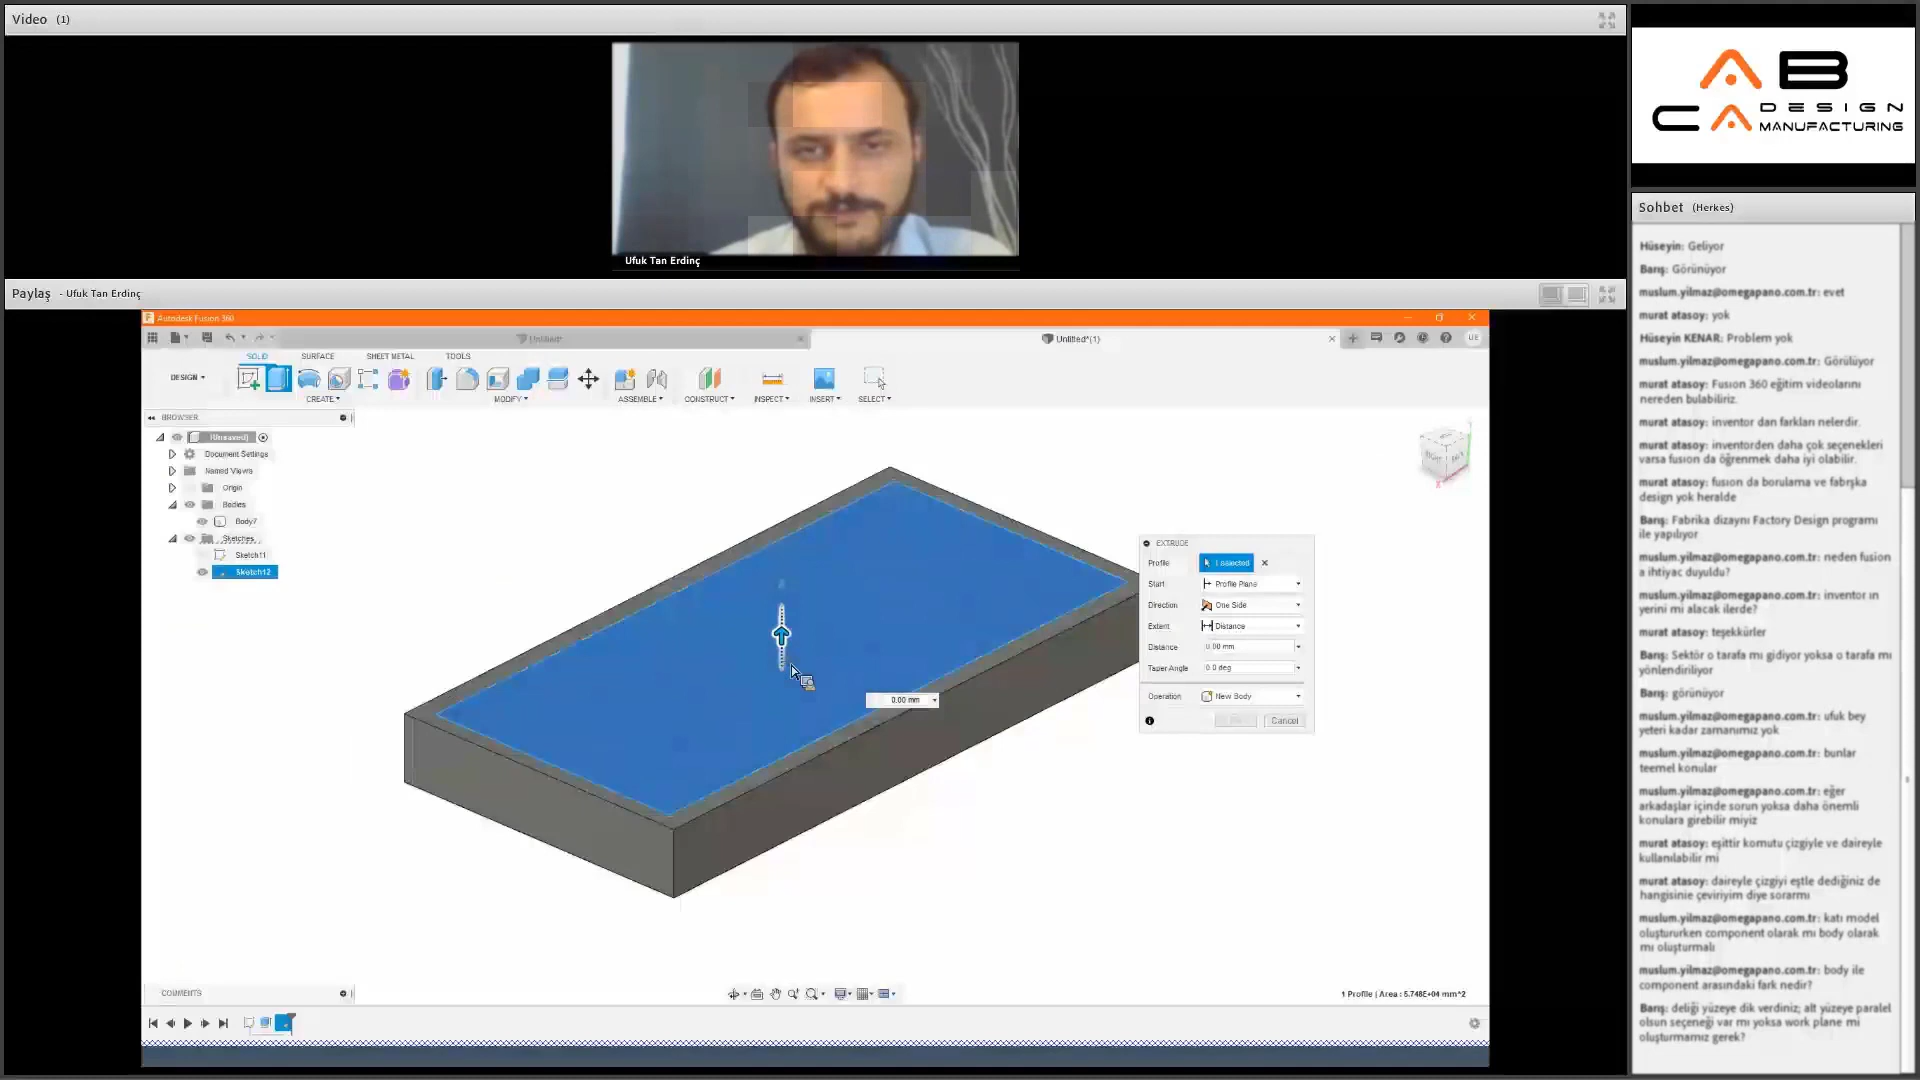 Video (1)
Ufuk Tan Erdinç
Paylaş - Ufuk Tan Erdinç
Autodesk Fusion 360
Untitled*
Untitled*(1)
UE
SOLID SURFACE SHEET METAL TOOLS
DESIGN
CREATE MODIFY ASSEMBLE CONSTRUCT INSPECT INSERT SELECT
BROWSER
(Unsaved)
Document Settings
Named Views
Origin
Bodies
Body7
Sketches
Sketch11
Sketch12
EXTRUDE
Profile 1 selected
Start Profile Plane
Direction One Side
Extent Distance
Distance 0.00 mm
Taper Angle 0.0 deg
Operation New Body
Cancel
0.00 mm
COMMENTS
1 Profile | Area : 5.748E+04 mm^2
AB
CA DESIGN
MANUFACTURING
Sohbet (Herkes)
Hüseyin: Geliyor
Barış: Görünüyor
muslum.yilmaz@omegapano.com.tr: evet
murat atasoy: yok
Hüseyin KENAR: Problem yok
muslum.yilmaz@omegapano.com.tr: Görülüyor
murat atasoy: Fusıon 360 eğitim videolarını
nereden bulabiliriz.
murat atasoy: inventor dan farkları nelerdir.
murat atasoy: inventorden daha çok seçenekleri
varsa fusıon da öğrenmek daha iyi olabilir.
murat atasoy: fusıon da borulama ve fabrşka
design yok heralde
Barış: Fabrika dizaynı Factory Design programı
ile yapılıyor
muslum.yilmaz@omegapano.com.tr: neden fusion
a ihtiyac duyuldu?
muslum.yilmaz@omegapano.com.tr: inventor ın
yerini mi alacak ilerde?
murat atasoy: teşekkürler
Barış: Sektör o tarafa mı gidiyor yoksa o tarafa mı
yönlendiriliyor
Barış: görünüyor
muslum.yilmaz@omegapano.com.tr: ufuk bey
yeteri kadar zamanımız yok
muslum.yilmaz@omegapano.com.tr: bunlar
teemel konular
muslum.yilmaz@omegapano.com.tr: eğer
arkadaşlar içinde sorun yoksa daha önemli
konulara girebilir miyiz
murat atasoy: eşittir komutu çizgiyle ve daireyle
kullanılabilir mi
murat atasoy: daireyle çizgiyi eştle dediğiniz de
hangisinie çeviriyim diye sorarmı
muslum.yilmaz@omegapano.com.tr: katı model
oluştururken component olarak mı body olarak
mı oluşturmalı
muslum.yilmaz@omegapano.com.tr: body ile
component arasındaki fark nedir?
Barış: deliği yüzeye dik verdiniz; alt yüzeye paralel
olsun seçeneği var mı yoksa work plane mi
oluşturmamız gerek?